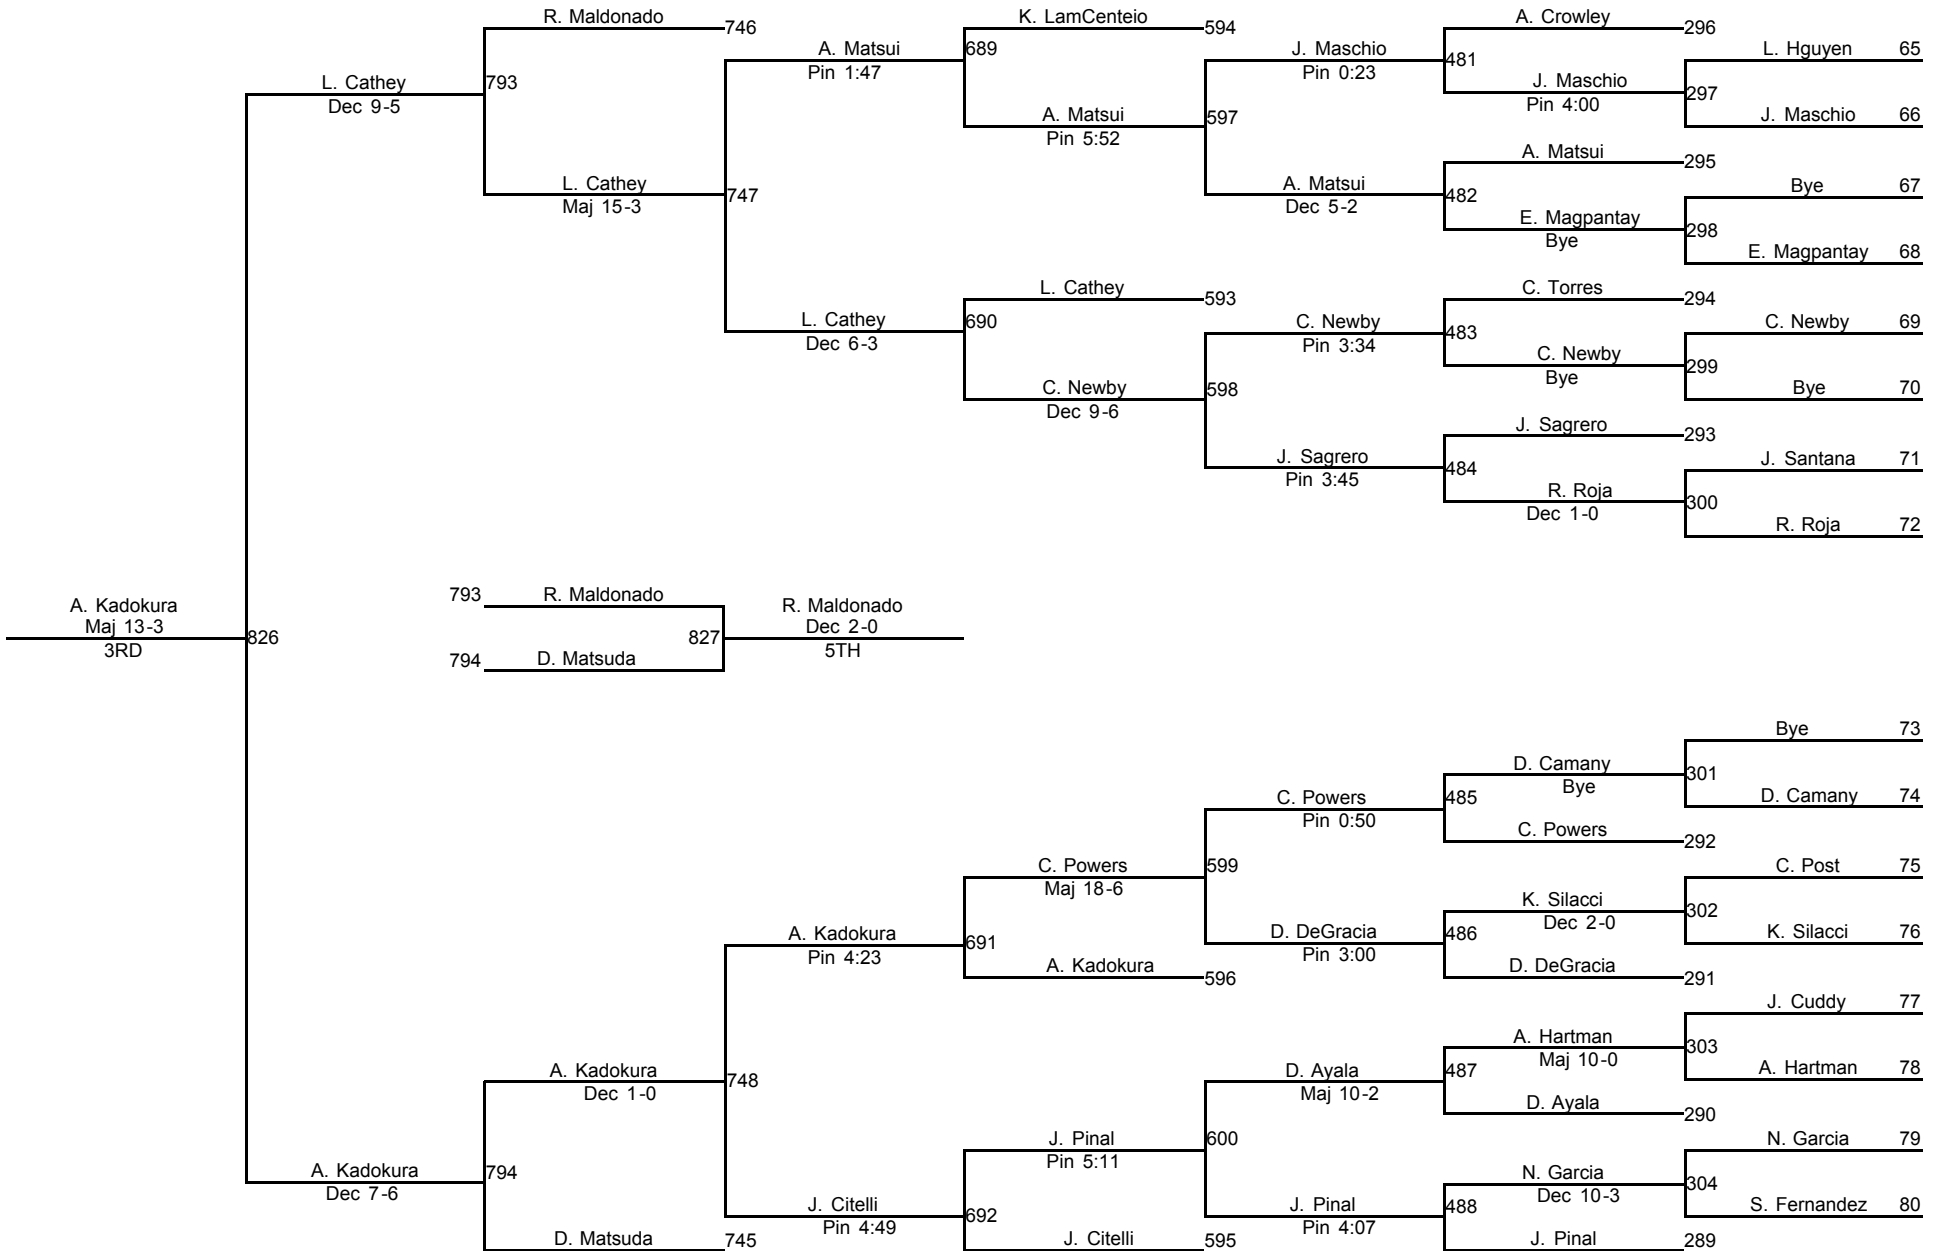 R. Maldonado
746
K. LamCenteio
594
A. Crowley
296
A. Matsui
Pin 1:47
689
J. Maschio
Pin 0:23
481
L. Hguyen 65
L. Cathey
Dec 9-5
793
J. Maschio
Pin 4:00
297
A. Matsui
Pin 5:52
597
J. Maschio 66
A. Matsui
295
L. Cathey
Maj 15-3
747
A. Matsui
Dec 5-2
482
Bye 67
E. Magpantay
Bye
298
E. Magpantay 68
L. Cathey
593
C. Torres
294
L. Cathey
Dec 6-3
690
C. Newby
Pin 3:34
483
C. Newby 69
C. Newby
Bye
299
C. Newby
Dec 9-6
598
Bye 70
J. Sagrero
293
J. Sagrero
Pin 3:45
484
J. Santana 71
R. Roja
Dec 1-0
300
R. Roja 72
793 R. Maldonado
A. Kadokura
Maj 13-3
3RD
826
827
R. Maldonado
Dec 2-0
5TH
794 D. Matsuda
Bye 73
D. Camany
Bye
301
C. Powers
Pin 0:50
485
D. Camany 74
C. Powers
292
C. Powers
Maj 18-6
599
C. Post 75
K. Silacci
Dec 2-0
302
A. Kadokura
Pin 4:23
691
D. DeGracia
Pin 3:00
486
K. Silacci 76
A. Kadokura
596
D. DeGracia
291
J. Cuddy 77
A. Hartman
Maj 10-0
303
A. Kadokura
Dec 1-0
748
D. Ayala
Maj 10-2
487
A. Hartman 78
D. Ayala
290
J. Pinal
Pin 5:11
600
N. Garcia 79
A. Kadokura
Dec 7-6
794
N. Garcia
Dec 10-3
304
J. Citelli
Pin 4:49
692
J. Pinal
Pin 4:07
488
S. Fernandez 80
D. Matsuda
745
J. Citelli
595
J. Pinal
289